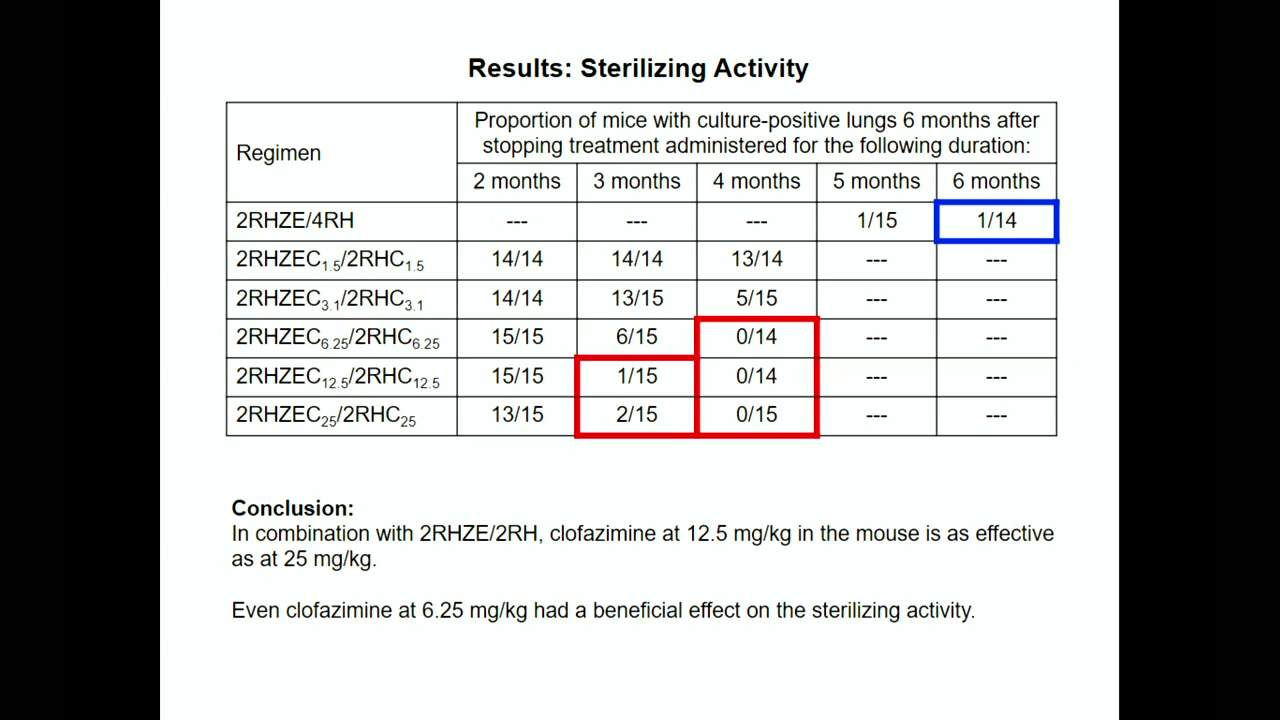 Results: Sterilizing Activity
Regimen
Proportion of mice with culture-positive lungs 6 months after
stopping treatment administered for the following duration:
2 months 3 months 4 months 5 months 6 months
2RHZE/4RH --- --- --- 1/15 1/14
2RHZEC1.5/2RHC1.5 14/14 14/14 13/14 --- ---
2RHZEC3.1/2RHC3.1 14/14 13/15 5/15 --- ---
2RHZEC6.25/2RHC6.25 15/15 6/15 0/14 --- ---
2RHZEC12.5/2RHC12.5 15/15 1/15 0/14 --- ---
2RHZEC25/2RHC25 13/15 2/15 0/15 --- ---
Conclusion:
In combination with 2RHZE/2RH, clofazimine at 12.5 mg/kg in the mouse is as effective
as at 25 mg/kg.
Even clofazimine at 6.25 mg/kg had a beneficial effect on the sterilizing activity.